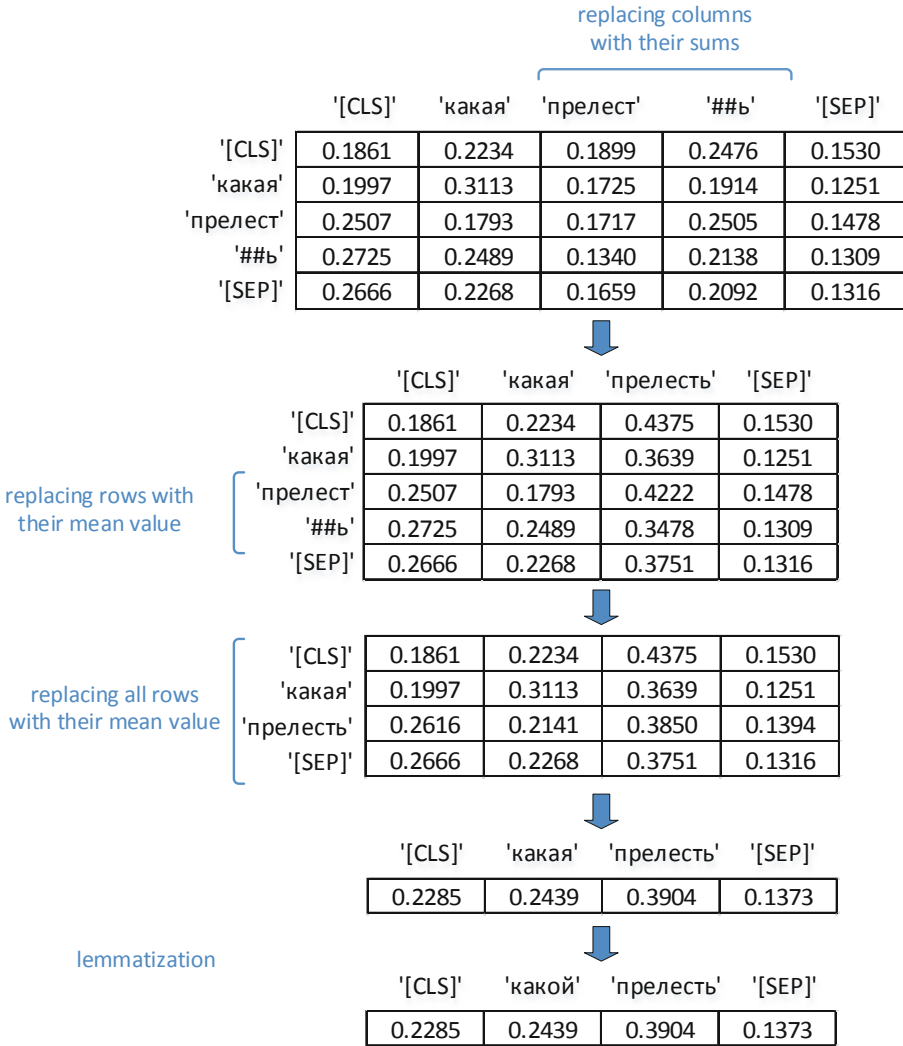 replacing columns
with their sums
'[CLS]' 'какая' 'прелест' '##ь' '[SEP]'
'[CLS]' 0.1861 0.2234 0.1899 0.2476 0.1530
'какая' 0.1997 0.3113 0.1725 0.1914 0.1251
'прелест' 0.2507 0.1793 0.1717 0.2505 0.1478
'##ь' 0.2725 0.2489 0.1340 0.2138 0.1309
'[SEP]' 0.2666 0.2268 0.1659 0.2092 0.1316
'[CLS]' 'какая' 'прелесть' '[SEP]'
'[CLS]' 0.1861 0.2234 0.4375 0.1530
'какая' 0.1997 0.3113 0.3639 0.1251
replacing rows with
their mean value
'прелест' 0.2507 0.1793 0.4222 0.1478
'##ь' 0.2725 0.2489 0.3478 0.1309
'[SEP]' 0.2666 0.2268 0.3751 0.1316
replacing all rows
with their mean value
'[CLS]' 0.1861 0.2234 0.4375 0.1530
'какая' 0.1997 0.3113 0.3639 0.1251
'прелесть' 0.2616 0.2141 0.3850 0.1394
'[SEP]' 0.2666 0.2268 0.3751 0.1316
'[CLS]' 'какая' 'прелесть' '[SEP]'
0.2285 0.2439 0.3904 0.1373
lemmatization
'[CLS]' 'какой' 'прелесть' '[SEP]'
0.2285 0.2439 0.3904 0.1373